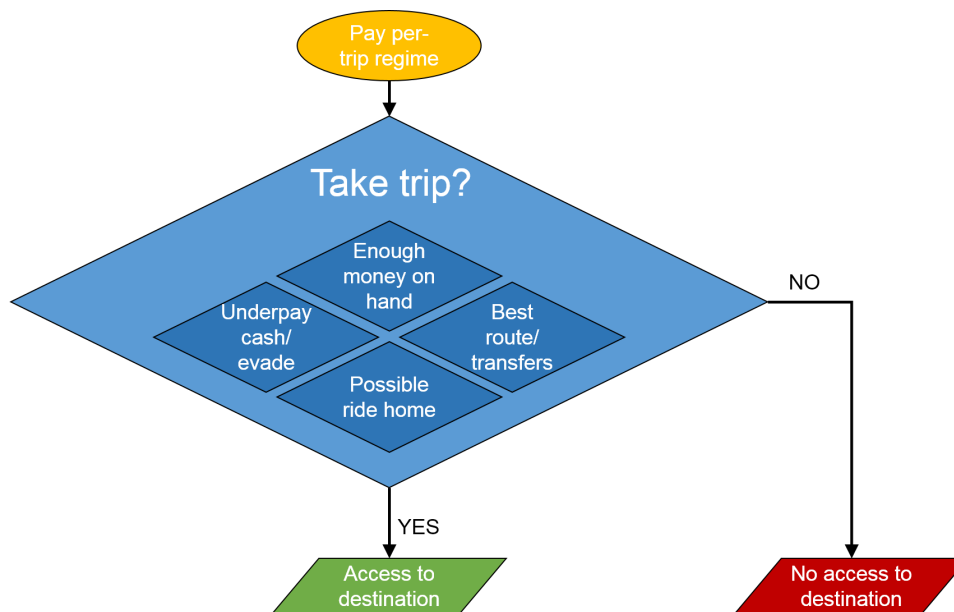 Pay per-
trip regime
Take trip?
Enough
money on
hand
Underpay
cash/
evade
Best
route/
transfers
Possible
ride home
NO
YES
Access to
destination
No access to
destination